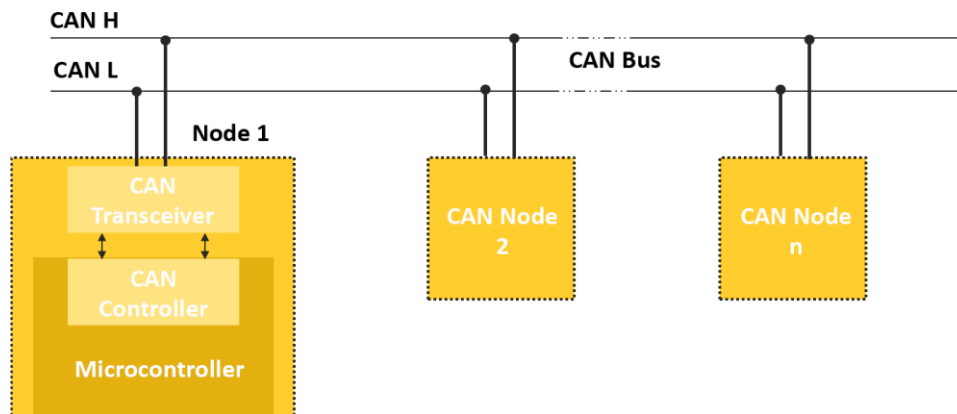 CAN H
CAN Bus
CAN L
Node 1
CAN
Transceiver
CAN
Controller
Microcontroller
CAN Node
2
CAN Node
n